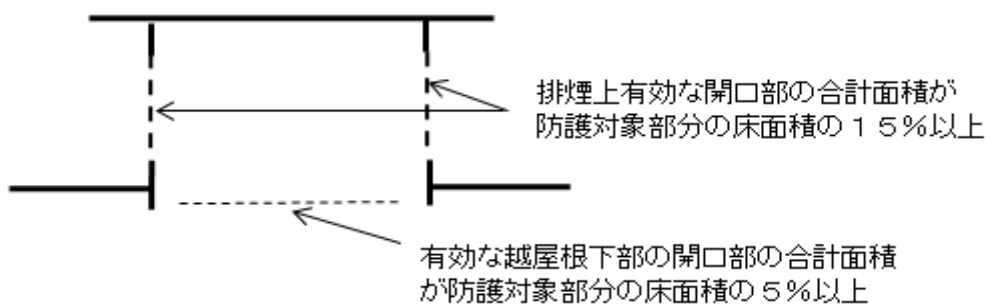 排煙上有効な開口部の合計面積が
防護対象部分の床面積の１５％以上
有効な越屋根下部の開口部の合計面積
が防護対象部分の床面積の５％以上